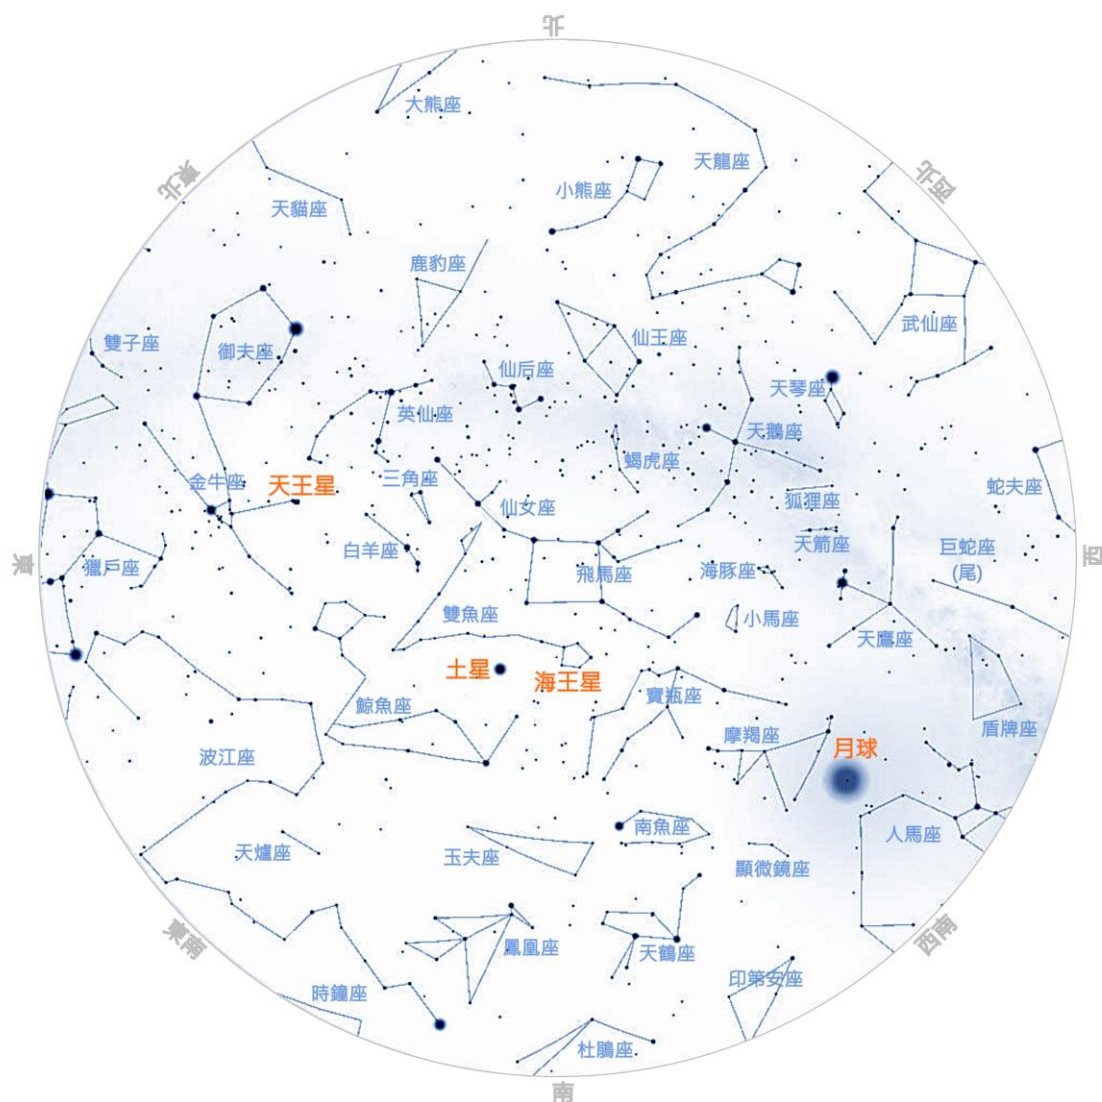 北
大熊座
天龍座
小熊座
東北
西北
天貓座
鹿豹座
武仙座
仙王座
雙子座
御夫座
仙后座
天琴座
英仙座
天鵝座
蝎虎座
三角座
金牛座
天王星
狐狸座
蛇夫座
仙女座
白羊座
天箭座
巨蛇座
(尾)
東
獵戶座
飛馬座
海豚座
西
雙魚座
小馬座
天鷹座
土星
海王星
鯨魚座
寶瓶座
盾牌座
摩羯座
月球
波江座
南魚座
人馬座
天爐座
玉夫座
顯微鏡座
東南
西南
鳳凰座
天鶴座
印第安座
時鐘座
杜鵑座
南